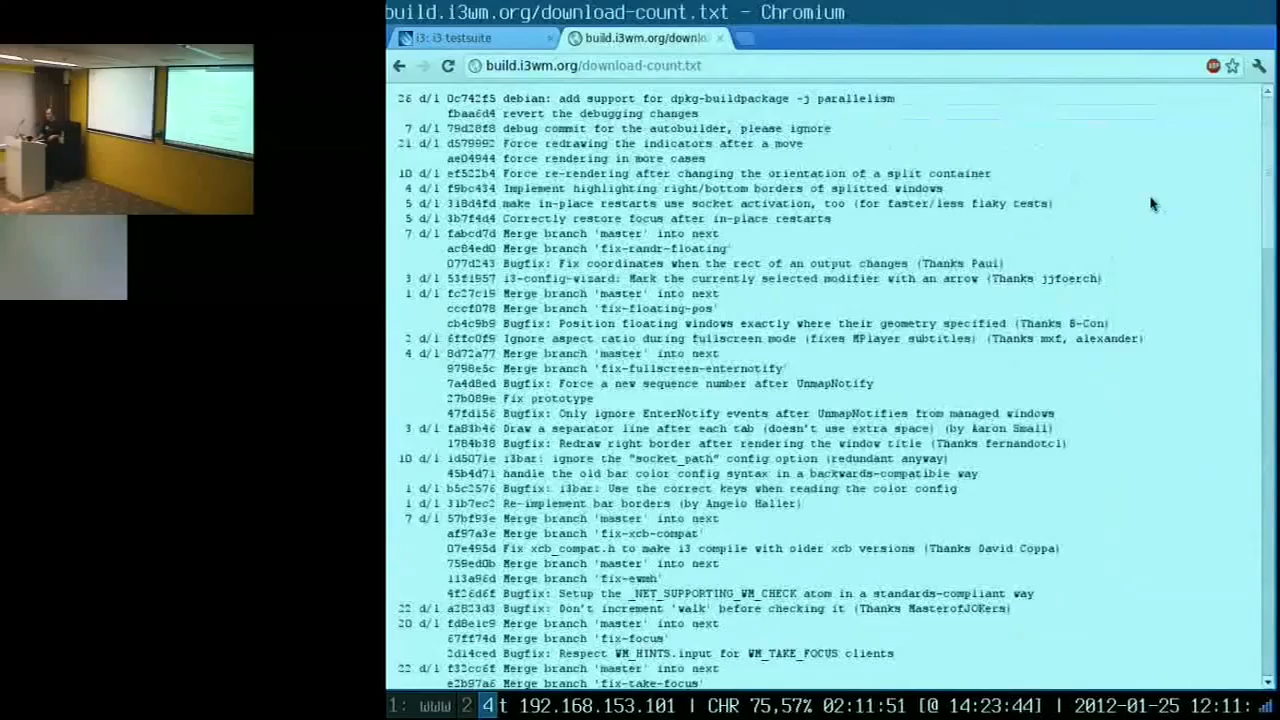 build.i3wm.org/download-count.txt - Chromium
i3: i3 testsuite
build.i3wm.org/downlo
build.i3wm.org/download-count.txt
26 d/l 0c742f5 debian: add support for dpkg-buildpackage -j parallelism
fbaa6d4 revert the debugging changes
7 d/l 79d28f8 debug commit for the autobuilder, please ignore
21 d/l d579992 Force redrawing the indicators after a move
ae04944 force rendering in more cases
10 d/l ef522b4 Force re-rendering after changing the orientation of a split container
4 d/l f9bc434 Implement highlighting right/bottom borders of splitted windows
5 d/l 318d4fd make in-place restarts use socket activation, too (for faster/less flaky tests)
5 d/l 3b7f4d4 Correctly restore focus after in-place restarts
7 d/l fabcd7d Merge branch 'master' into next
ac84ed0 Merge branch 'fix-randr-floating'
077d243 Bugfix: Fix coordinates when the rect of an output changes (Thanks Paul)
3 d/l 53f1957 i3-config-wizard: Mark the currently selected modifier with an arrow (Thanks jjfoerch)
1 d/l fc27c19 Merge branch 'master' into next
cccf078 Merge branch 'fix-floating-pos'
cb4c9b9 Bugfix: Position floating windows exactly where their geometry specified (Thanks B-Con)
2 d/l 6ffc0f9 Ignore aspect ratio during fullscreen mode (fixes MPlayer subtitles) (Thanks mxf, alexander)
4 d/l 8d72a77 Merge branch 'master' into next
9798e5c Merge branch 'fix-fullscreen-enternotify'
7a4d8ed Bugfix: Force a new sequence number after UnmapNotify
27b089e Fix prototype
47fd156 Bugfix: Only ignore EnterNotify events after UnmapNotifies from managed windows
3 d/l fa83b46 Draw a separator line after each tab (doesn't use extra space) (by Aaron Small)
1784b38 Bugfix: Redraw right border after rendering the window title (Thanks fernandotcl)
10 d/l 1d5071e i3bar: ignore the "socket_path" config option (redundant anyway)
45b4d71 handle the old bar color config syntax in a backwards-compatible way
1 d/l b5c2576 Bugfix: i3bar: Use the correct keys when reading the color config
1 d/l 31b7ec2 Re-implement bar borders (by Angelo Haller)
7 d/l 57bf93e Merge branch 'master' into next
af97a3e Merge branch 'fix-xcb-compat'
07e495d Fix xcb_compat.h to make i3 compile with older xcb versions (Thanks David Coppa)
759ed0b Merge branch 'master' into next
113a96d Merge branch 'fix-ewmh'
4f26d6f Bugfix: Setup the _NET_SUPPORTING_WM_CHECK atom in a standards-compliant way
22 d/l a2823d3 Bugfix: Don't increment 'walk' before checking it (Thanks MasterofJOKers)
20 d/l fd8e1c9 Merge branch 'master' into next
67ff74d Merge branch 'fix-focus'
2d14ced Bugfix: Respect WM_HINTS.input for WM_TAKE_FOCUS clients
22 d/l f32cc6f Merge branch 'master' into next
e2b97a6 Merge branch 'fix-take-focus'
1: www 2 4 t 192.168.153.101 | CHR 75,57% 02:11:51 [@ 14:23:44] | 2012-01-25 12:11: